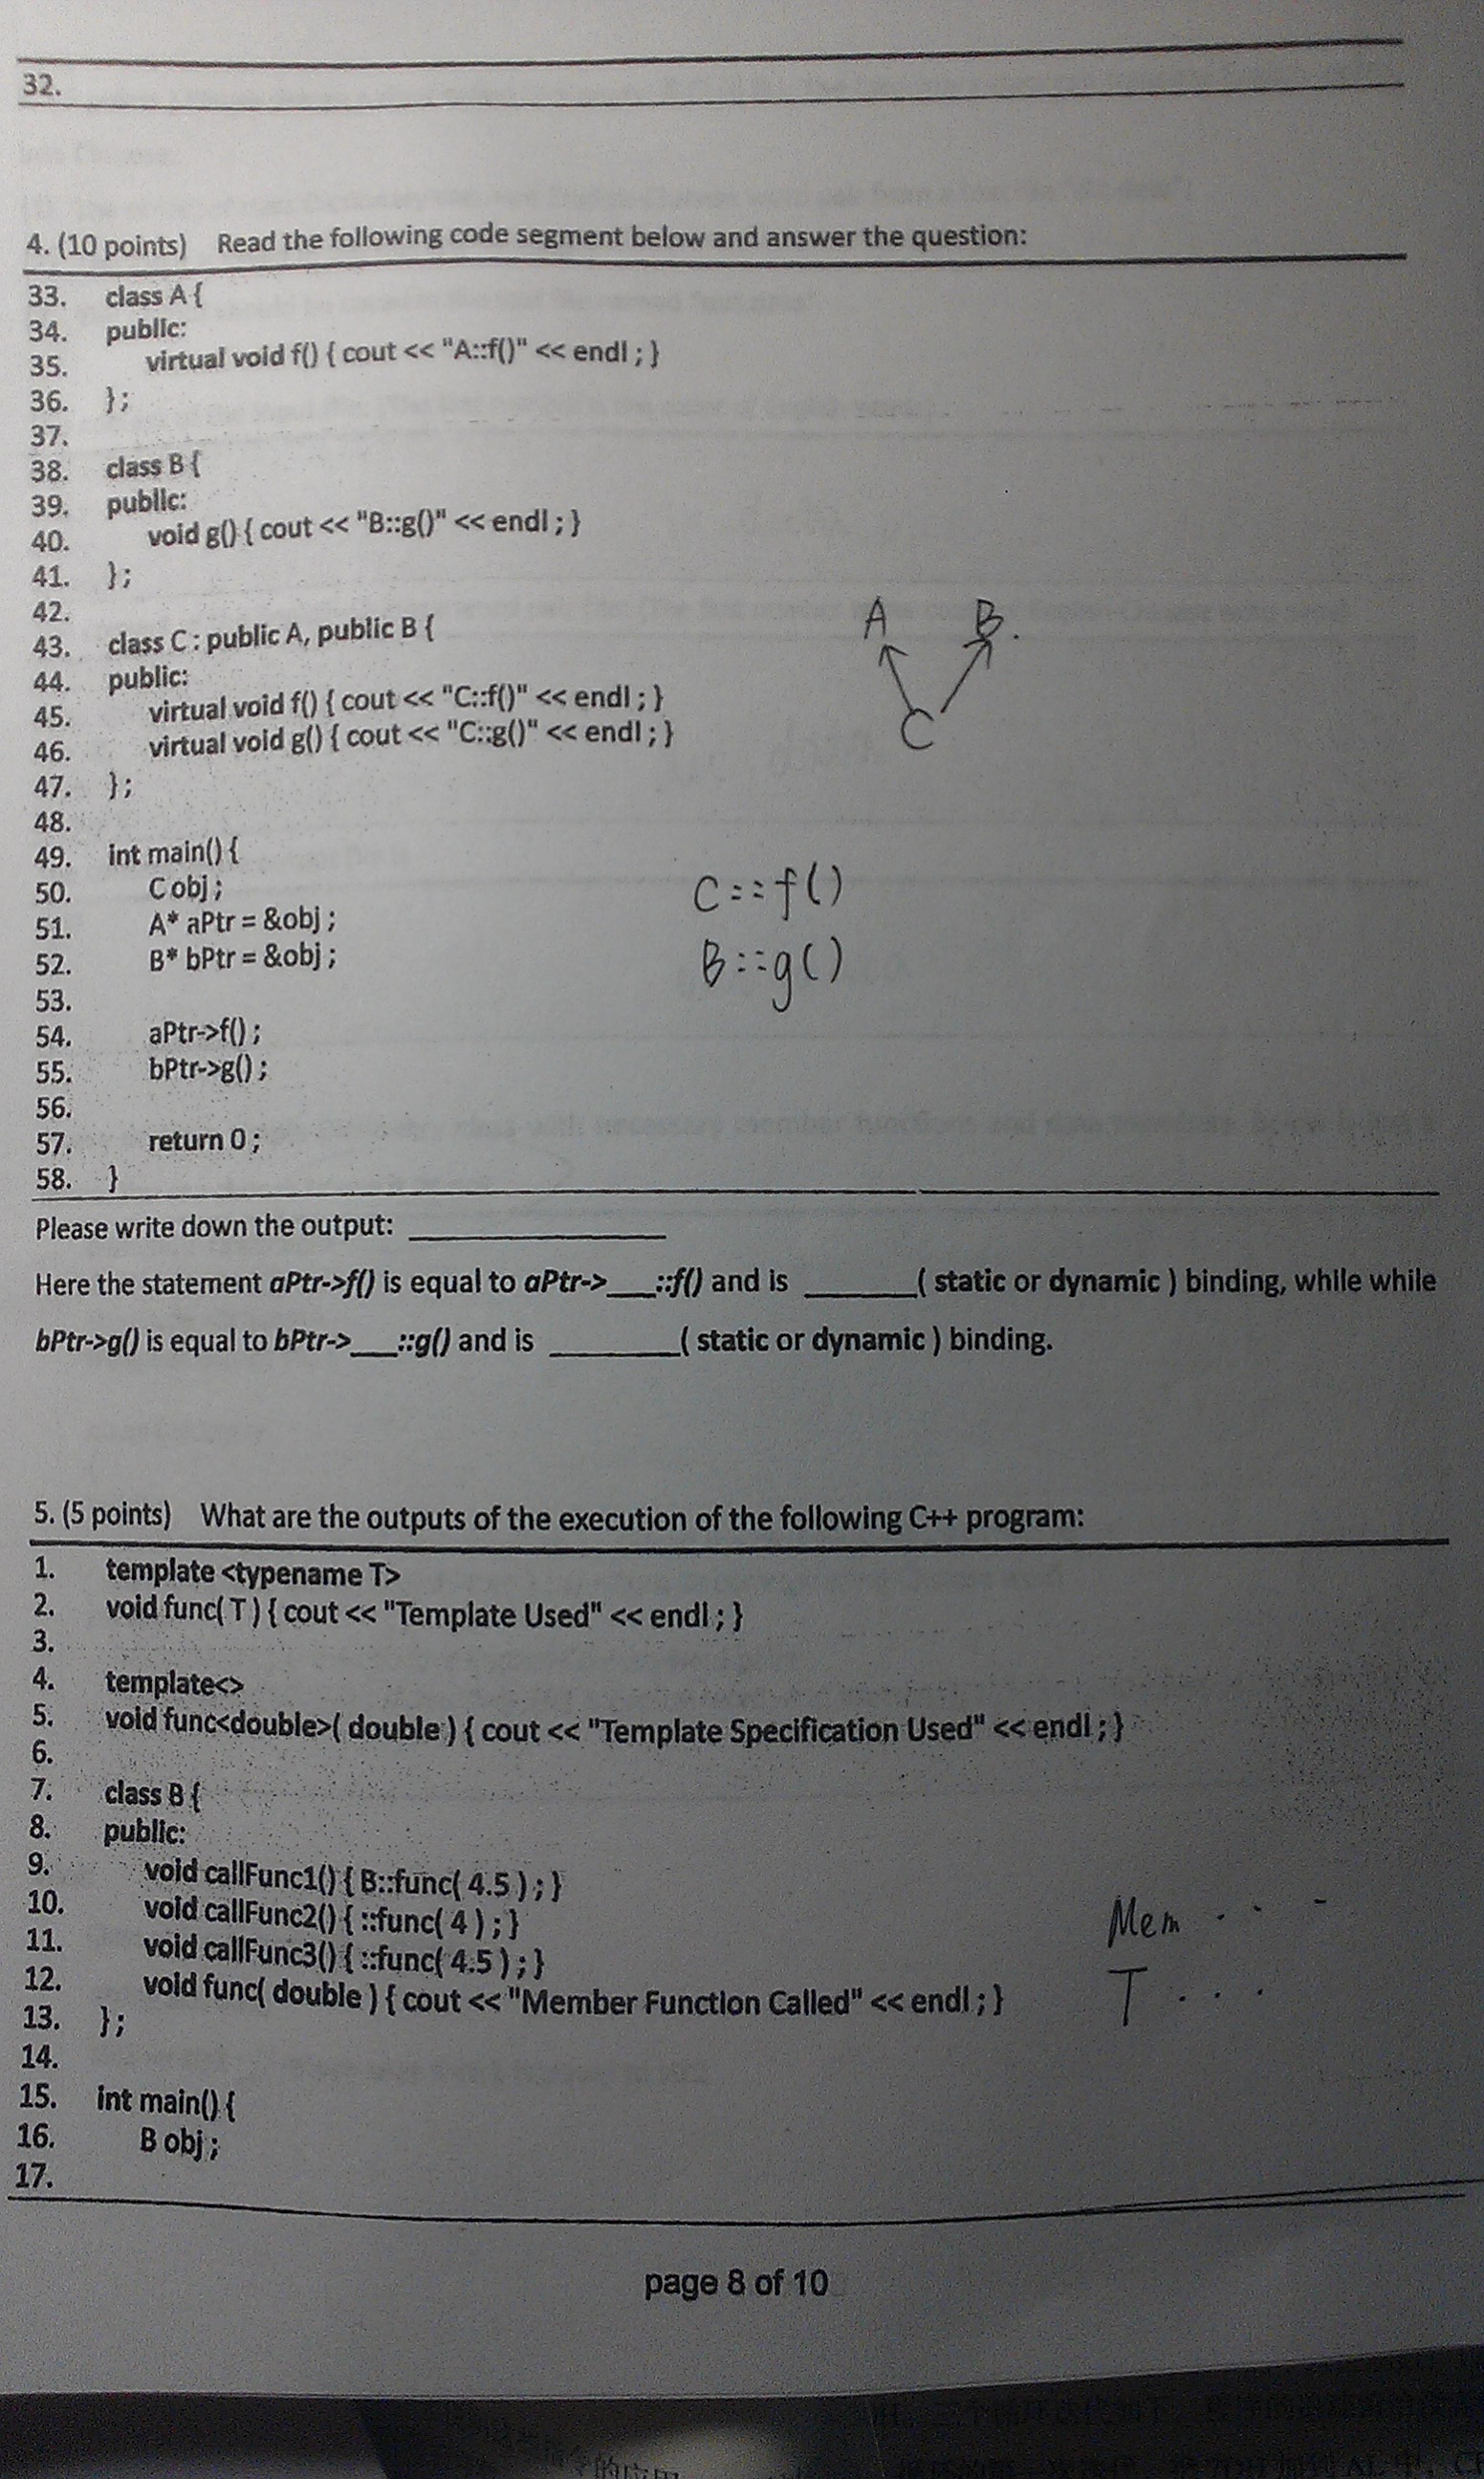 32.
4. (10 points) Read the following code segment below and answer the question:
33. class A {
34. public:
35. virtual void f() { cout << "A::f()" << endl ; }
36. } ;
37.
38. class B {
39. public:
40. void g() { cout << "B::g()" << endl ; }
41. } ;
42.
43. class C : public A, public B {
44. public:
45. virtual void f() { cout << "C::f()" << endl ; }
46. virtual void g() { cout << "C::g()" << endl ; }
47. } ;
A B.
C
48.
49. int main() {
50. C obj ;
51. A* aPtr = &obj ;
52. B* bPtr = &obj ;
53.
54. aPtr->f() ;
55. bPtr->g() ;
56.
57. return 0 ;
58. }
C::f()
B::g()
Please write down the output: ____________
Here the statement aPtr->f() is equal to aPtr->___::f() and is _______( static or dynamic ) binding, while while
bPtr->g() is equal to bPtr->___::g() and is ________( static or dynamic ) binding.
5. (5 points) What are the outputs of the execution of the following C++ program:
1. template <typename T>
2. void func( T ) { cout << "Template Used" << endl ; }
3.
4. template<>
5. void func<double>( double ) { cout << "Template Specification Used" << endl ; }
6.
7. class B {
8. public:
9. void callFunc1() { B::func( 4.5 ) ; }
10. void callFunc2() { ::func( 4 ) ; }
11. void callFunc3() { ::func( 4.5 ) ; }
12. void func( double ) { cout << "Member Function Called" << endl ; }
13. } ;
Mem . . -
T . . .
14.
15. int main() {
16. B obj ;
17.
page 8 of 10